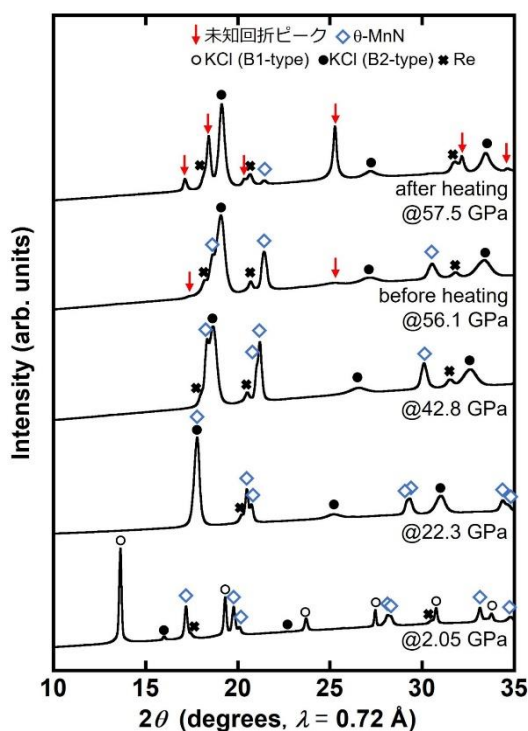 ↓ 未知回折ピーク ◇ θ-MnN
○ KCl (B1-type) ● KCl (B2-type) ✖ Re
after heating
@57.5 GPa
before heating
@56.1 GPa
@42.8 GPa
@22.3 GPa
@2.05 GPa
Intensity (arb. units)
10 15 20 25 30 35
2θ (degrees, λ = 0.72 Å)